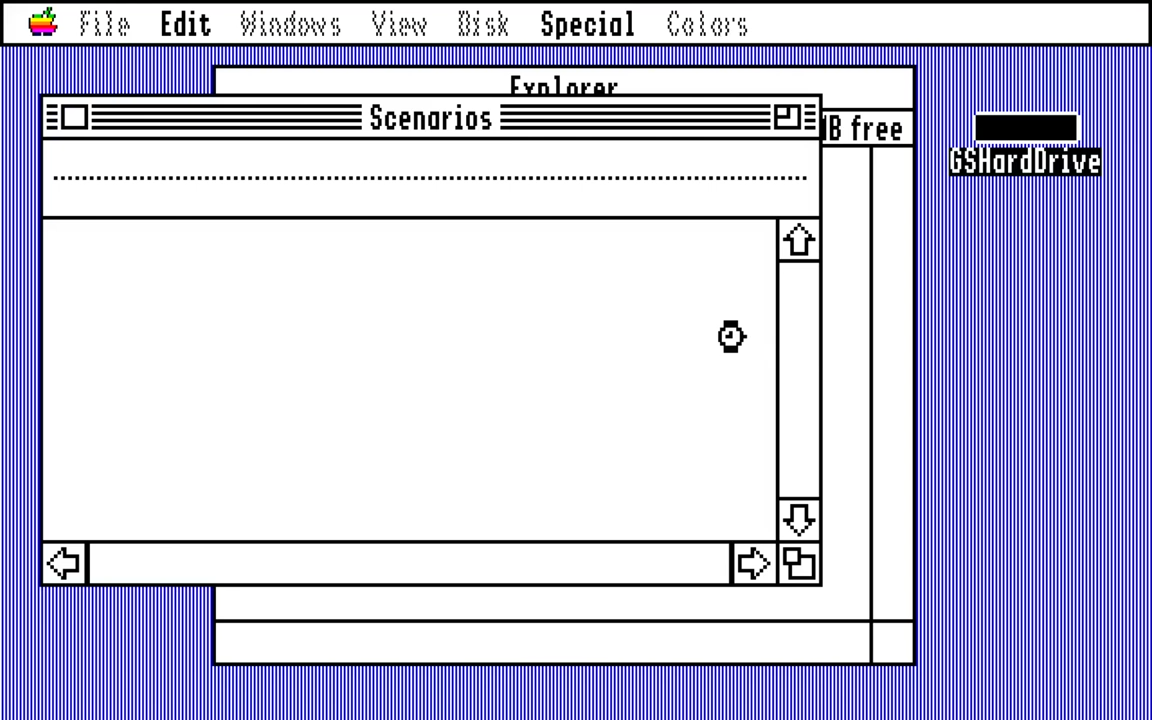 File Edit Windows View Disk Special Colors
Explorer
Scenarios
B free
GSHardDrive